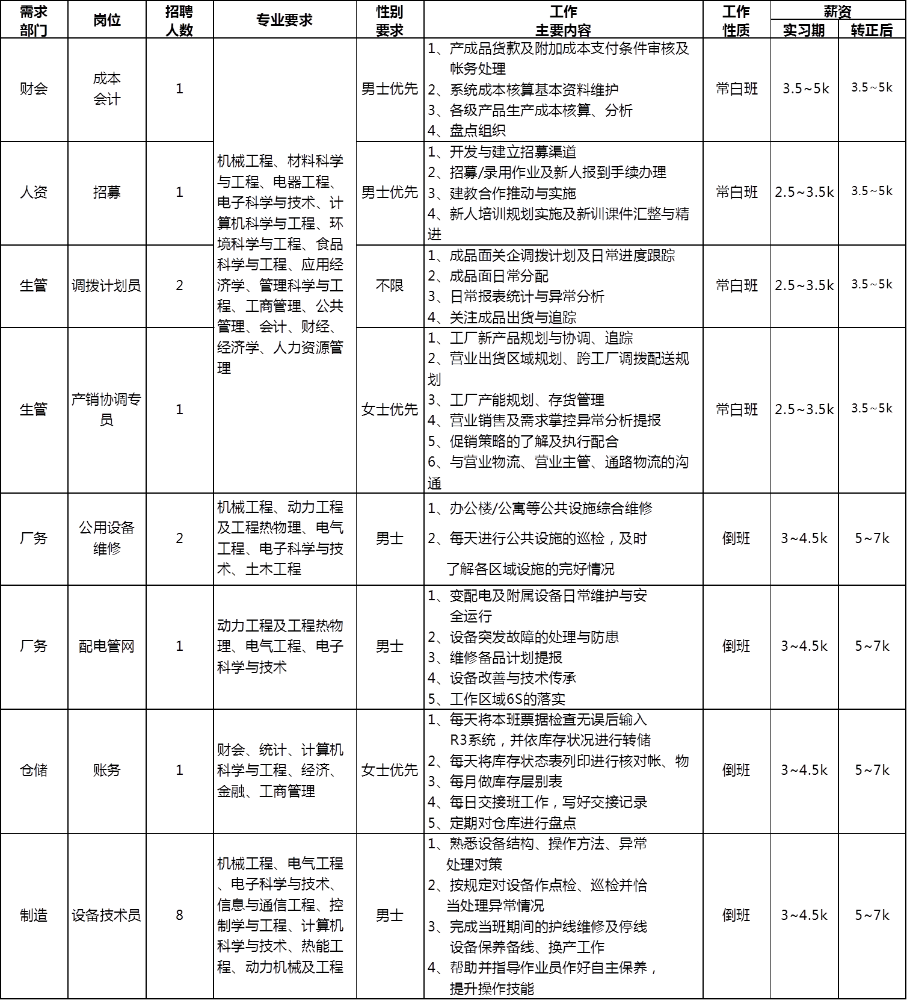 需求
部门
岗位
招聘
人数
专业要求
性别
要求
工作
主要内容
工作
性质
薪资
实习期
转正后
财会
成本
会计
1
机械工程、材料科学
与工程、电器工程、
电子科学与技术、计
算机科学与工程、环
境科学与工程、食品
科学与工程、应用经
济学、管理科学与工
程、工商管理、公共
管理、会计、财经、
经济学、人力资源管
理
男士优先
1、产成品货款及附加成本支付条件审核及
帐务处理
2、系统成本核算基本资料维护
3、各级产品生产成本核算、分析
4、盘点组织
常白班
3.5~5k
3.5~5k
人资
招募
1
男士优先
1、开发与建立招募渠道
2、招募/录用作业及新人报到手续办理
3、建教合作推动与实施
4、新人培训规划实施及新训课件汇整与精
进
常白班
2.5~3.5k
3.5~5k
生管
调拨计划员
2
不限
1、成品面关企调拨计划及日常进度跟踪
2、成品面日常分配
3、日常报表统计与异常分析
4、关注成品出货与追踪
常白班
2.5~3.5k
3.5~5k
生管
产销协调专
员
1
女士优先
1、工厂新产品规划与协调、追踪
2、营业出货区域规划、跨工厂调拨配送规
划
3、工厂产能规划、存货管理
4、营业销售及需求掌控异常分析提报
5、促销策略的了解及执行配合
6、与营业物流、营业主管、通路物流的沟
通
常白班
2.5~3.5k
3.5~5k
厂务
公用设备
维修
2
机械工程、动力工程
及工程热物理、电气
工程、电子科学与技
术、土木工程
男士
1、办公楼/公寓等公共设施综合维修
2、每天进行公共设施的巡检，及时
了解各区域设施的完好情况
倒班
3~4.5k
5~7k
厂务
配电管网
1
动力工程及工程热物
理、电气工程、电子
科学与技术
男士
1、变配电及附属设备日常维护与安
全运行
2、设备突发故障的处理与防患
3、维修备品计划提报
4、设备改善与技术传承
5、工作区域6S的落实
倒班
3~4.5k
5~7k
仓储
账务
1
财会、统计、计算机
科学与工程、经济、
金融、工商管理
女士优先
1、每天将本班票据检查无误后输入
R3系统，并依库存状况进行转储
2、每天将库存状态表列印进行核对帐、物
3、每月做库存层别表
4、每日交接班工作，写好交接记录
5、定期对仓库进行盘点
倒班
3~4.5k
5~7k
制造
设备技术员
8
机械工程、电气工程
、电子科学与技术、
信息与通信工程、控
制学与工程、计算机
科学与技术、热能工
程、动力机械及工程
男士
1、熟悉设备结构、操作方法、异常
处理对策
2、按规定对设备作点检、巡检并恰
当处理异常情况
3、完成当班期间的护线维修及停线
设备保养备线、换产工作
4、帮助并指导作业员作好自主保养，
提升操作技能
倒班
3~4.5k
5~7k